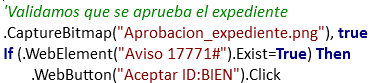 'Validamos que se aprueba el expediente
.CaptureBitmap("Aprobacion_expediente.png"), true
If (.WebElement("Aviso 17771#").Exist=True) Then
.WebButton("Aceptar ID:BIEN").Click